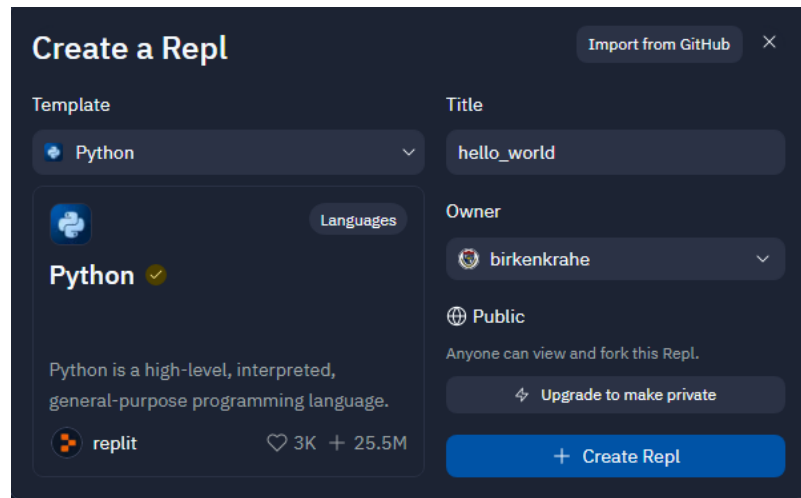 Create a Repl
Import from GitHub
Template
Python
Languages
Python
Python is a high-level, interpreted,
general-purpose programming language.
replit
3K
25.5M
Title
hello_world
Owner
birkenkrahe
Public
Anyone can view and fork this Repl.
Upgrade to make private
+ Create Repl